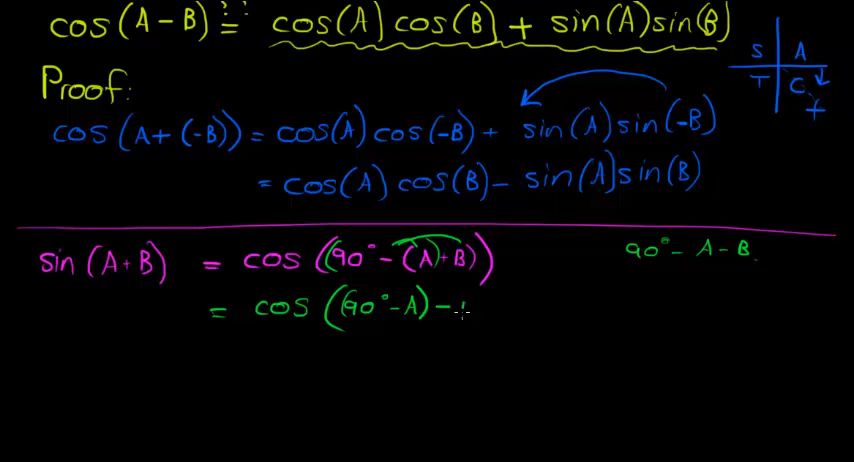 cos(A - B) = cos(A) cos(B) + sin(A) sin(B)
S A
T C
+
Proof:
cos(A + (-B)) = cos(A) cos(-B) + sin(A) sin(-B)
= cos(A) cos(B) - sin(A) sin(B)
sin(A + B) = cos(90° - (A + B))
90° - A - B
= cos((90° - A) -